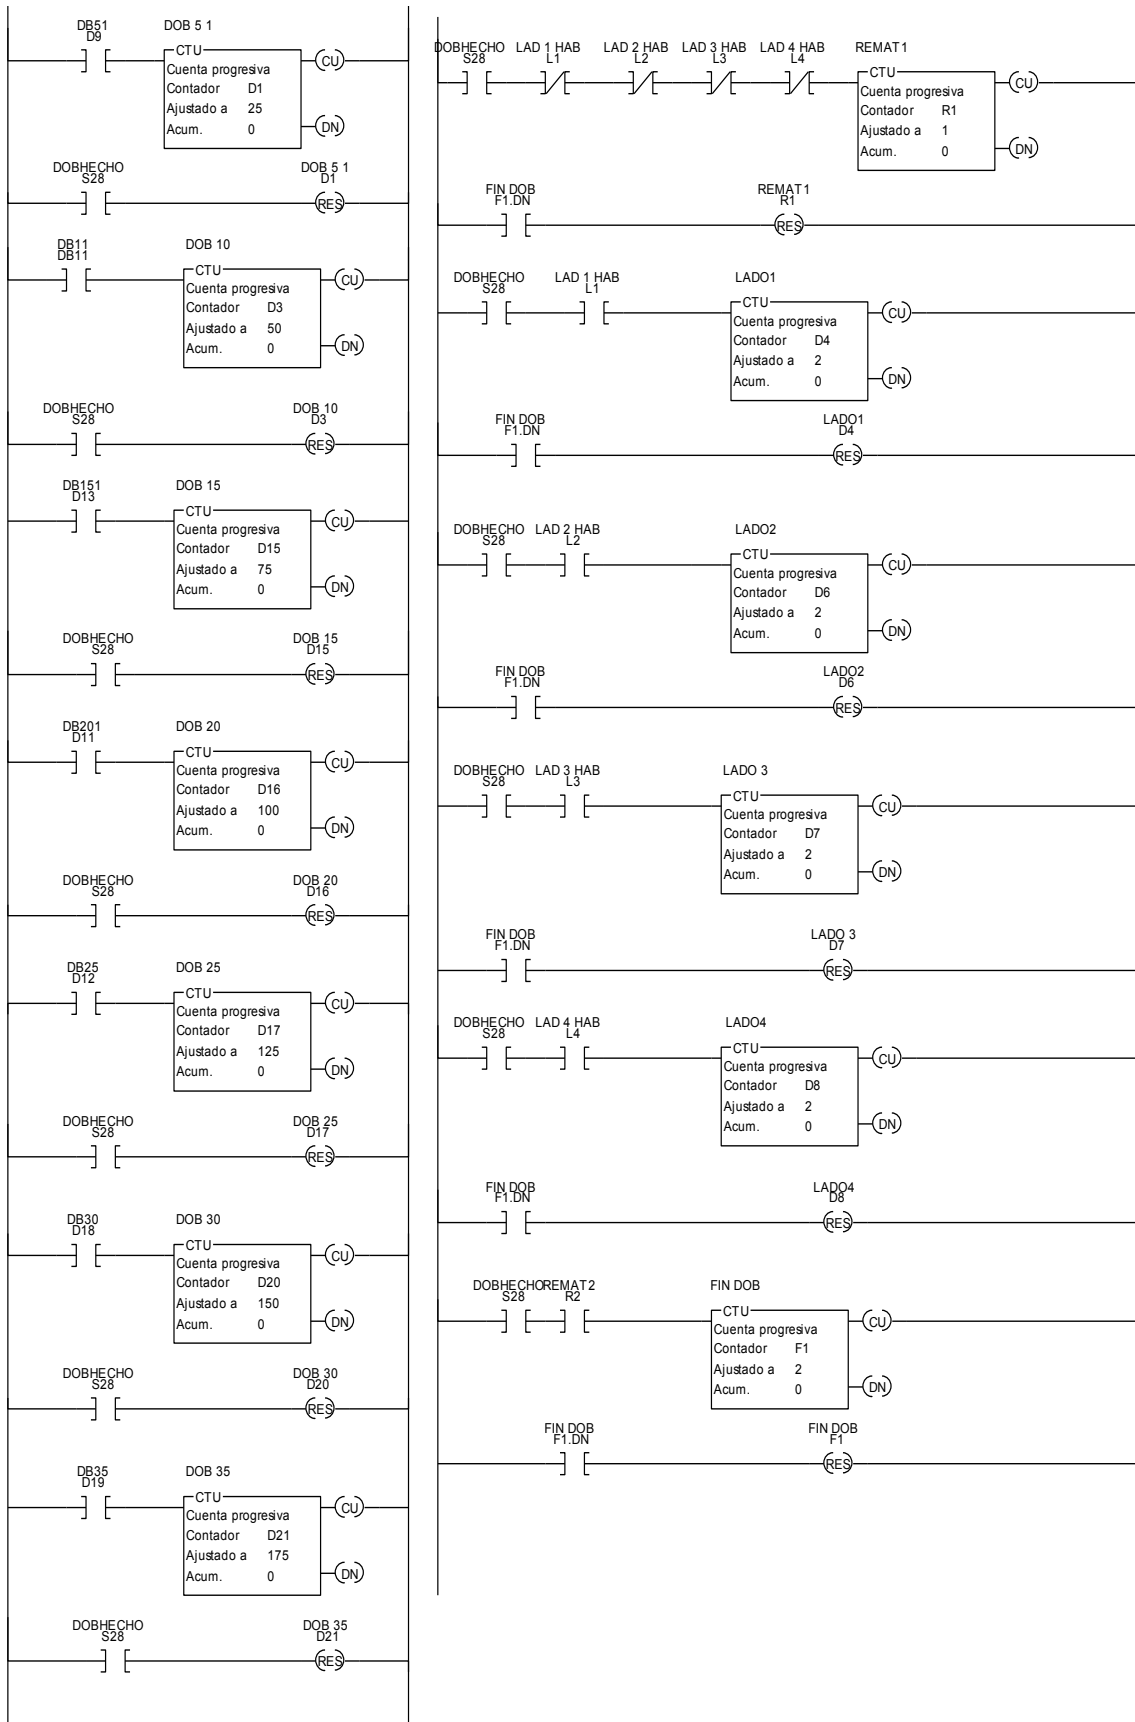 DB51
D9
DOB 5 1
CTU
CU
Cuenta progresiva
Contador D1
Ajustado a 25
Acum. 0
DN
DOBHECHO
S28
DOB 5 1
D1
RES
DB11
DB11
DOB 10
CTU
CU
Cuenta progresiva
Contador D3
Ajustado a 50
Acum. 0
DN
DOBHECHO
S28
DOB 10
D3
RES
DB151
D13
DOB 15
CTU
CU
Cuenta progresiva
Contador D15
Ajustado a 75
Acum. 0
DN
DOBHECHO
S28
DOB 15
D15
RES
DB201
D11
DOB 20
CTU
CU
Cuenta progresiva
Contador D16
Ajustado a 100
Acum. 0
DN
DOBHECHO
S28
DOB 20
D16
RES
DB25
D12
DOB 25
CTU
CU
Cuenta progresiva
Contador D17
Ajustado a 125
Acum. 0
DN
DOBHECHO
S28
DOB 25
D17
RES
DB30
D18
DOB 30
CTU
CU
Cuenta progresiva
Contador D20
Ajustado a 150
Acum. 0
DN
DOBHECHO
S28
DOB 30
D20
RES
DB35
D19
DOB 35
CTU
CU
Cuenta progresiva
Contador D21
Ajustado a 175
Acum. 0
DN
DOBHECHO
S28
DOB 35
D21
RES
DOBHECHO
S28
LAD 1 HAB
L1
LAD 2 HAB
L2
LAD 3 HAB
L3
LAD 4 HAB
L4
REMAT1
CTU
CU
Cuenta progresiva
Contador R1
Ajustado a 1
Acum. 0
DN
FIN DOB
F1.DN
REMAT1
R1
RES
DOBHECHO
S28
LAD 1 HAB
L1
LADO1
CTU
CU
Cuenta progresiva
Contador D4
Ajustado a 2
Acum. 0
DN
FIN DOB
F1.DN
LADO1
D4
RES
DOBHECHO
S28
LAD 2 HAB
L2
LADO2
CTU
CU
Cuenta progresiva
Contador D6
Ajustado a 2
Acum. 0
DN
FIN DOB
F1.DN
LADO2
D6
RES
DOBHECHO
S28
LAD 3 HAB
L3
LADO 3
CTU
CU
Cuenta progresiva
Contador D7
Ajustado a 2
Acum. 0
DN
FIN DOB
F1.DN
LADO 3
D7
RES
DOBHECHO
S28
LAD 4 HAB
L4
LADO4
CTU
CU
Cuenta progresiva
Contador D8
Ajustado a 2
Acum. 0
DN
FIN DOB
F1.DN
LADO4
D8
RES
DOBHECHO
S28
REMAT2
R2
FIN DOB
CTU
CU
Cuenta progresiva
Contador F1
Ajustado a 2
Acum. 0
DN
FIN DOB
F1.DN
FIN DOB
F1
RES